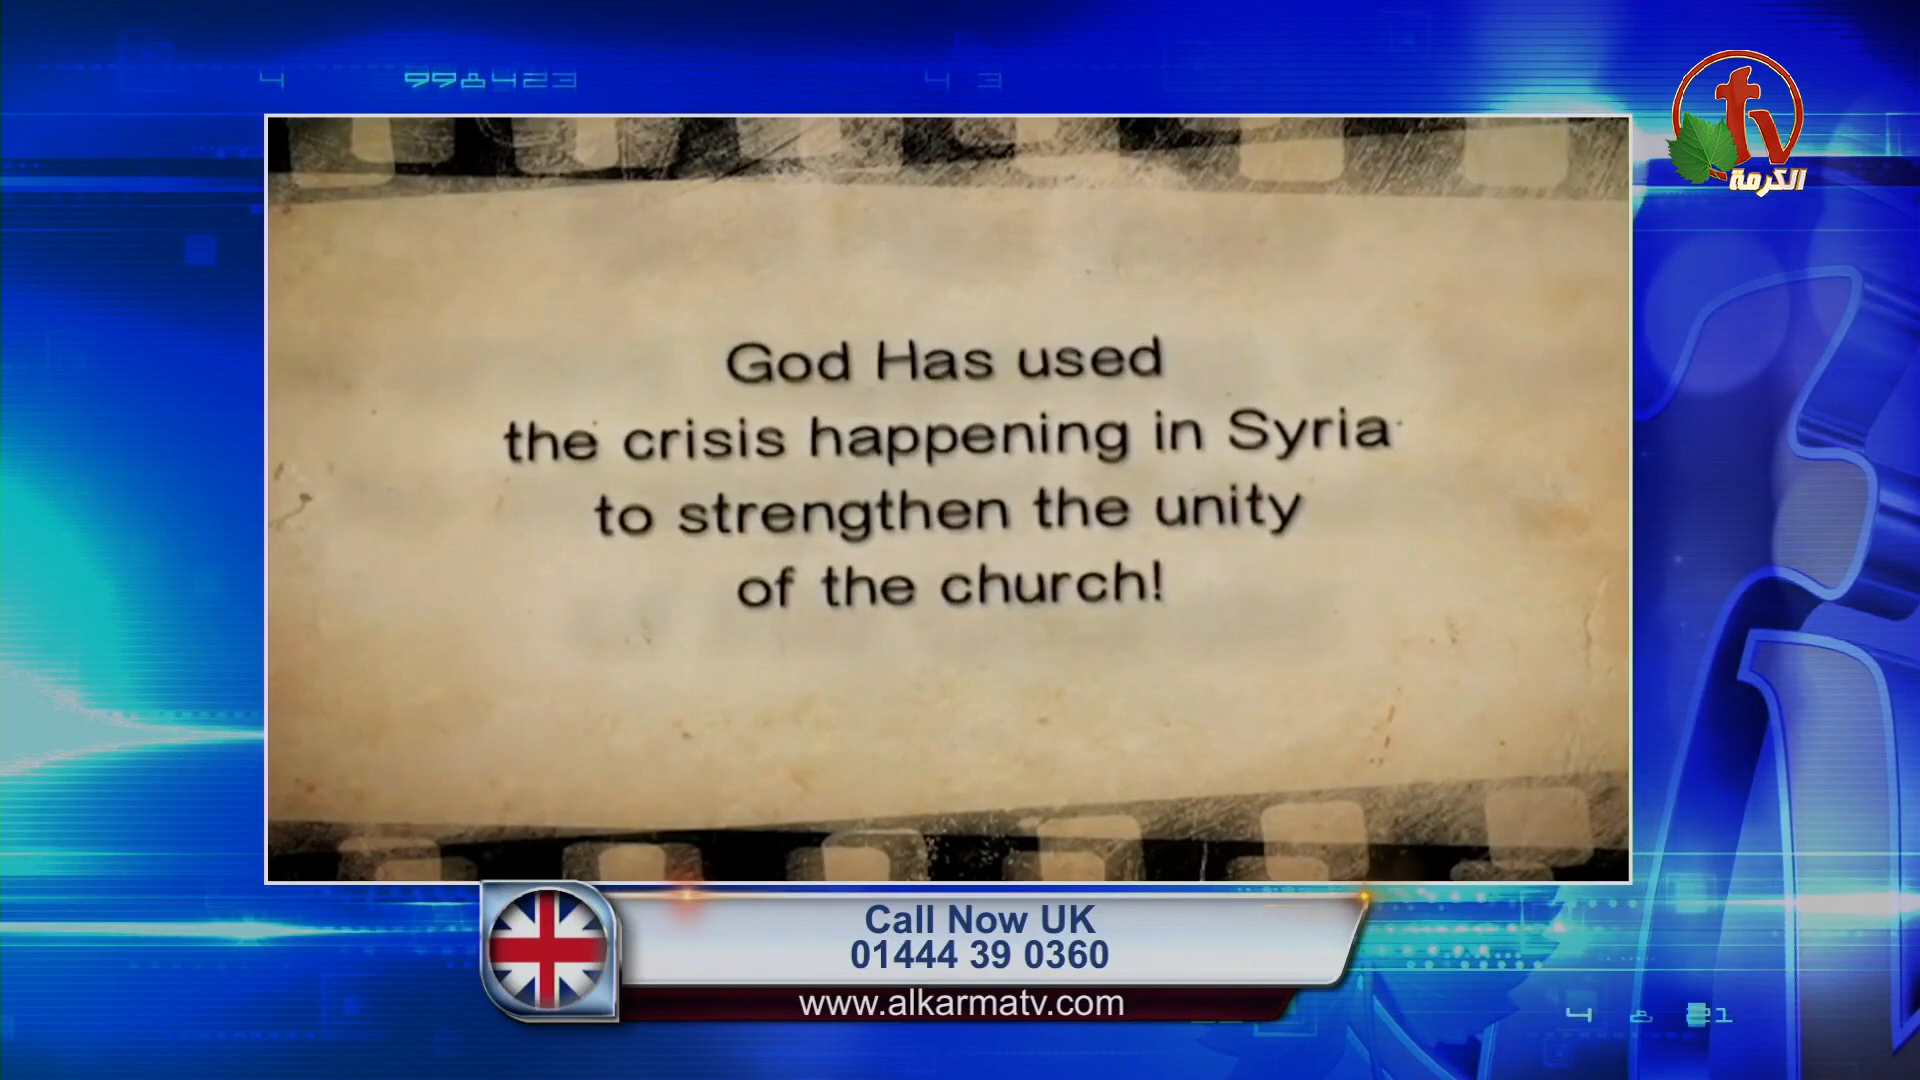 998423
tv
الكرمة
God Has used
the crisis happening in Syria
to strengthen the unity
of the church!
Call Now UK
01444 39 0360
www.alkarmatv.com